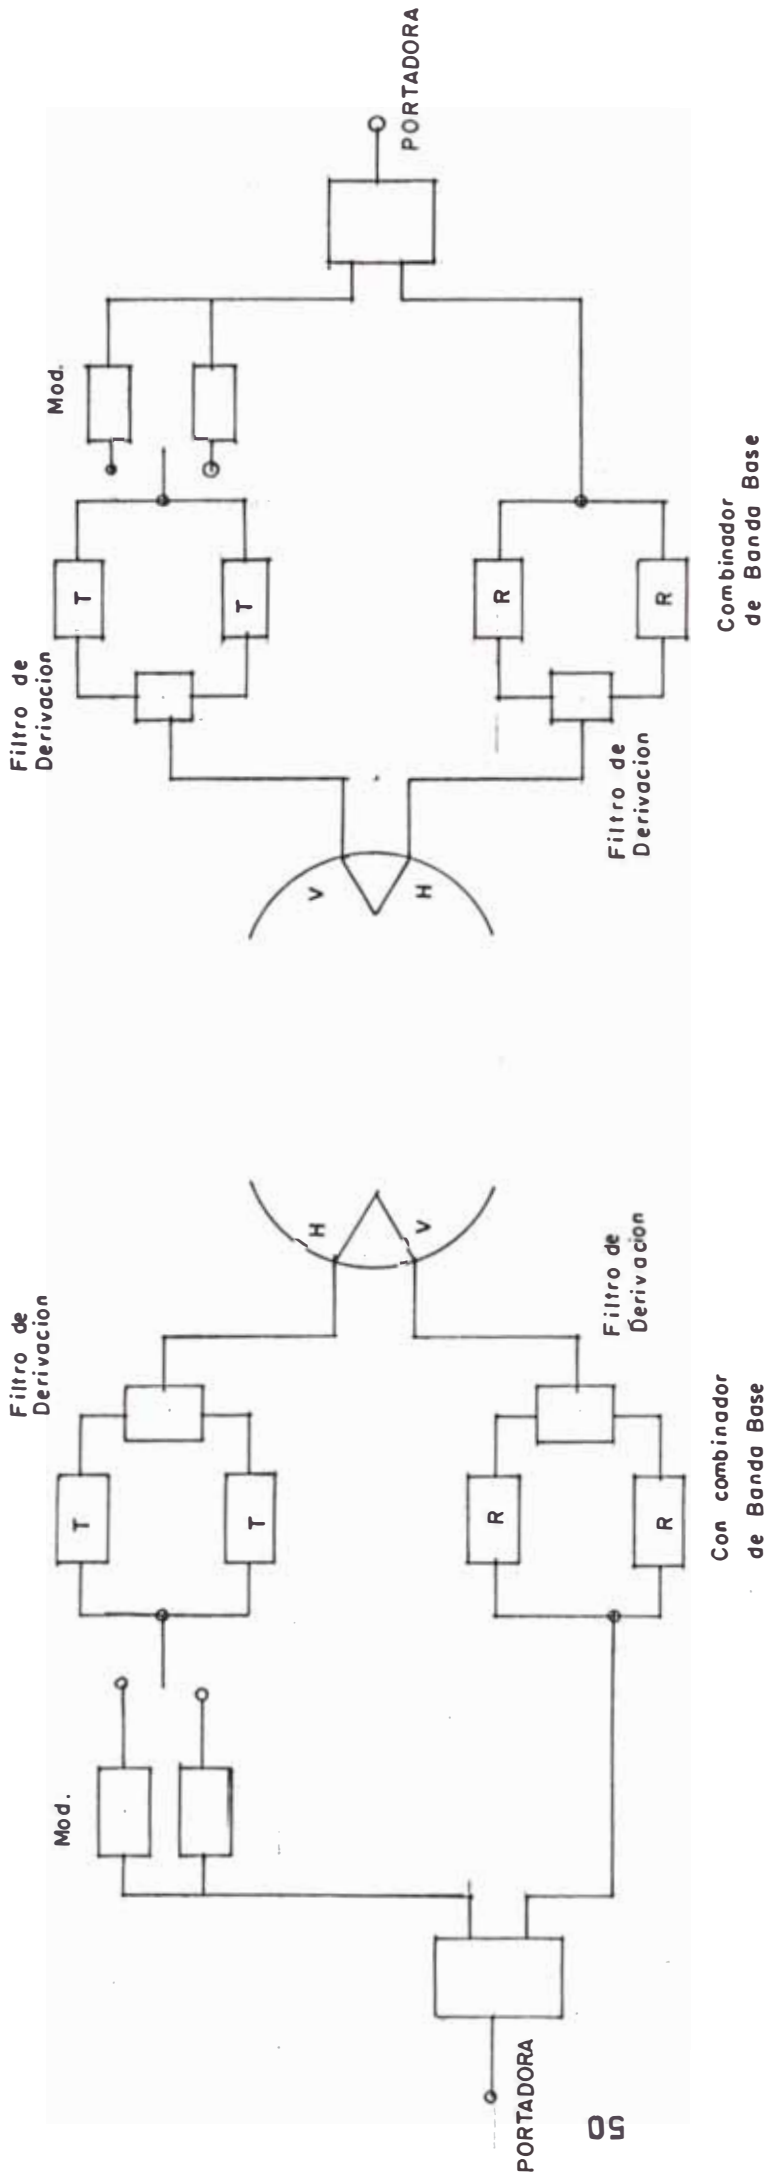 Filtro de
Derivacion
Mod.
T
T
H
V
PORTADORA
R
R
Filtro de
Derivacion
Con combinador
de Banda Base
Filtro de
Derivacion
Mod.
T
T
V
H
PORTADORA
R
R
Filtro de
Derivacion
Combinador
de Banda Base
50